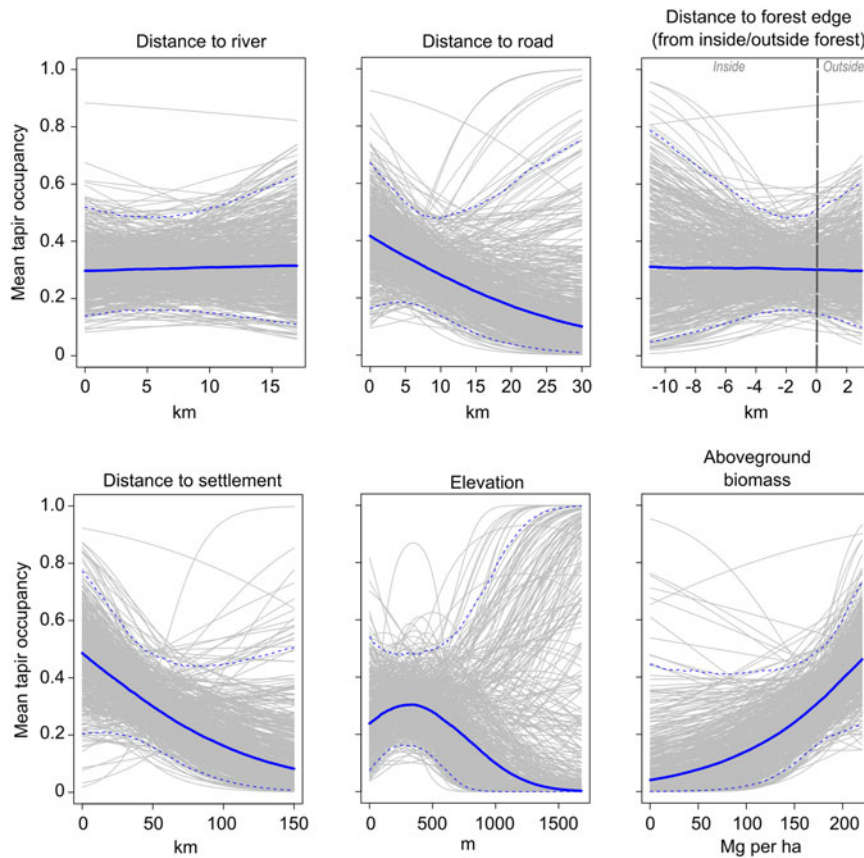 Distance to river
Distance to road
Distance to forest edge
(from inside/outside forest)
Inside
Outside
Mean tapir occupancy
1.0
0.8
0.6
0.4
0.2
0
0 5 10 15
km
0 5 10 15 20 25 30
km
-10 -8 -6 -4 -2 0 2
km
Distance to settlement
Elevation
Aboveground
biomass
Mean tapir occupancy
1.0
0.8
0.6
0.4
0.2
0
0 50 100 150
km
0 500 1000 1500
m
0 50 100 150 200
Mg per ha